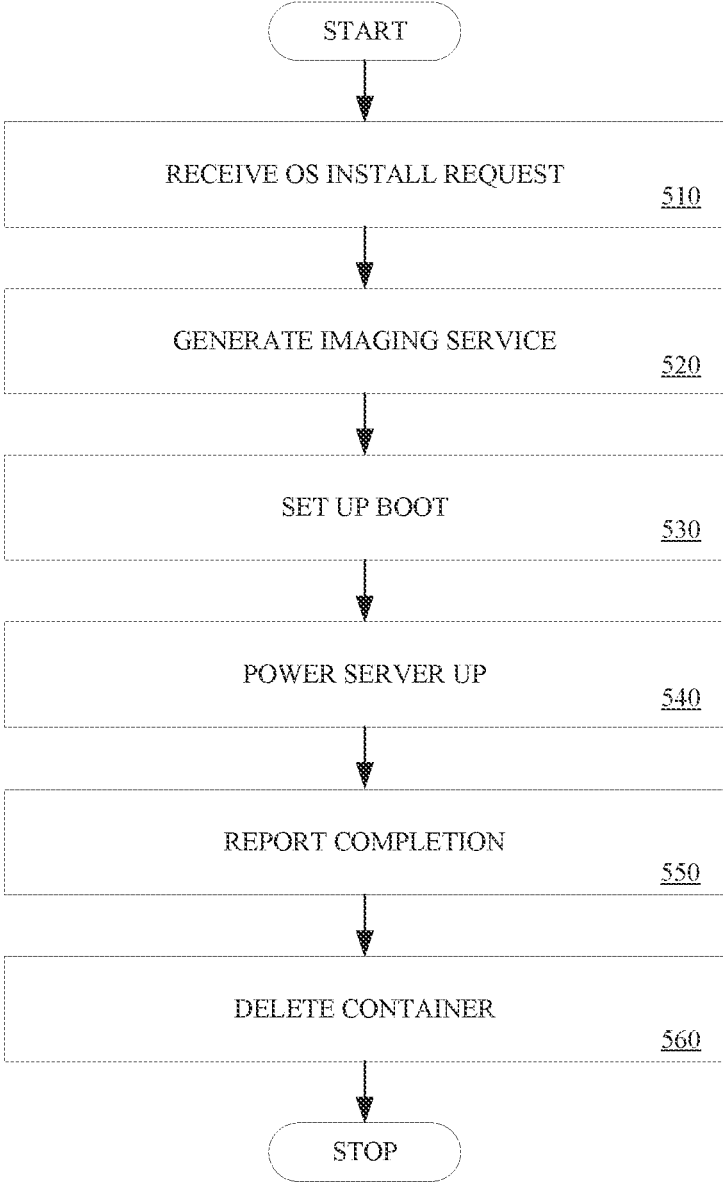 START
RECEIVE OS INSTALL REQUEST
510
GENERATE IMAGING SERVICE
520
SET UP BOOT
530
POWER SERVER UP
540
REPORT COMPLETION
550
DELETE CONTAINER
560
STOP